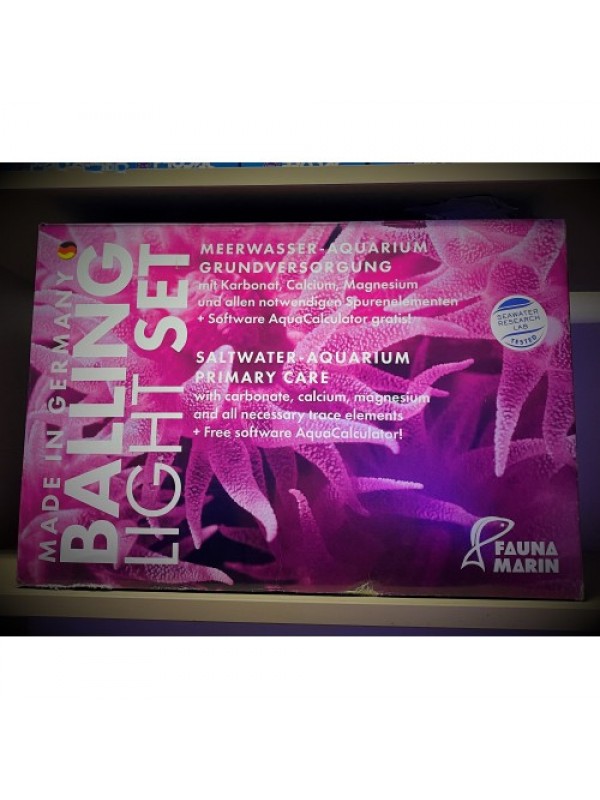 MADE IN GERMANY
BALLING
LIGHT SET
MEERWASSER-AQUARIUM
GRUNDVERSORGUNG
mit Karbonat, Calcium, Magnesium
und allen notwendigen Spurenelementen
+ Software AquaCalculator gratis!
SALTWATER-AQUARIUM
PRIMARY CARE
with carbonate, calcium, magnesium
and all necessary trace elements
+ Free software AquaCalculator!
SEAWATER
RESEARCH
LAB
TESTED
FAUNA
MARIN